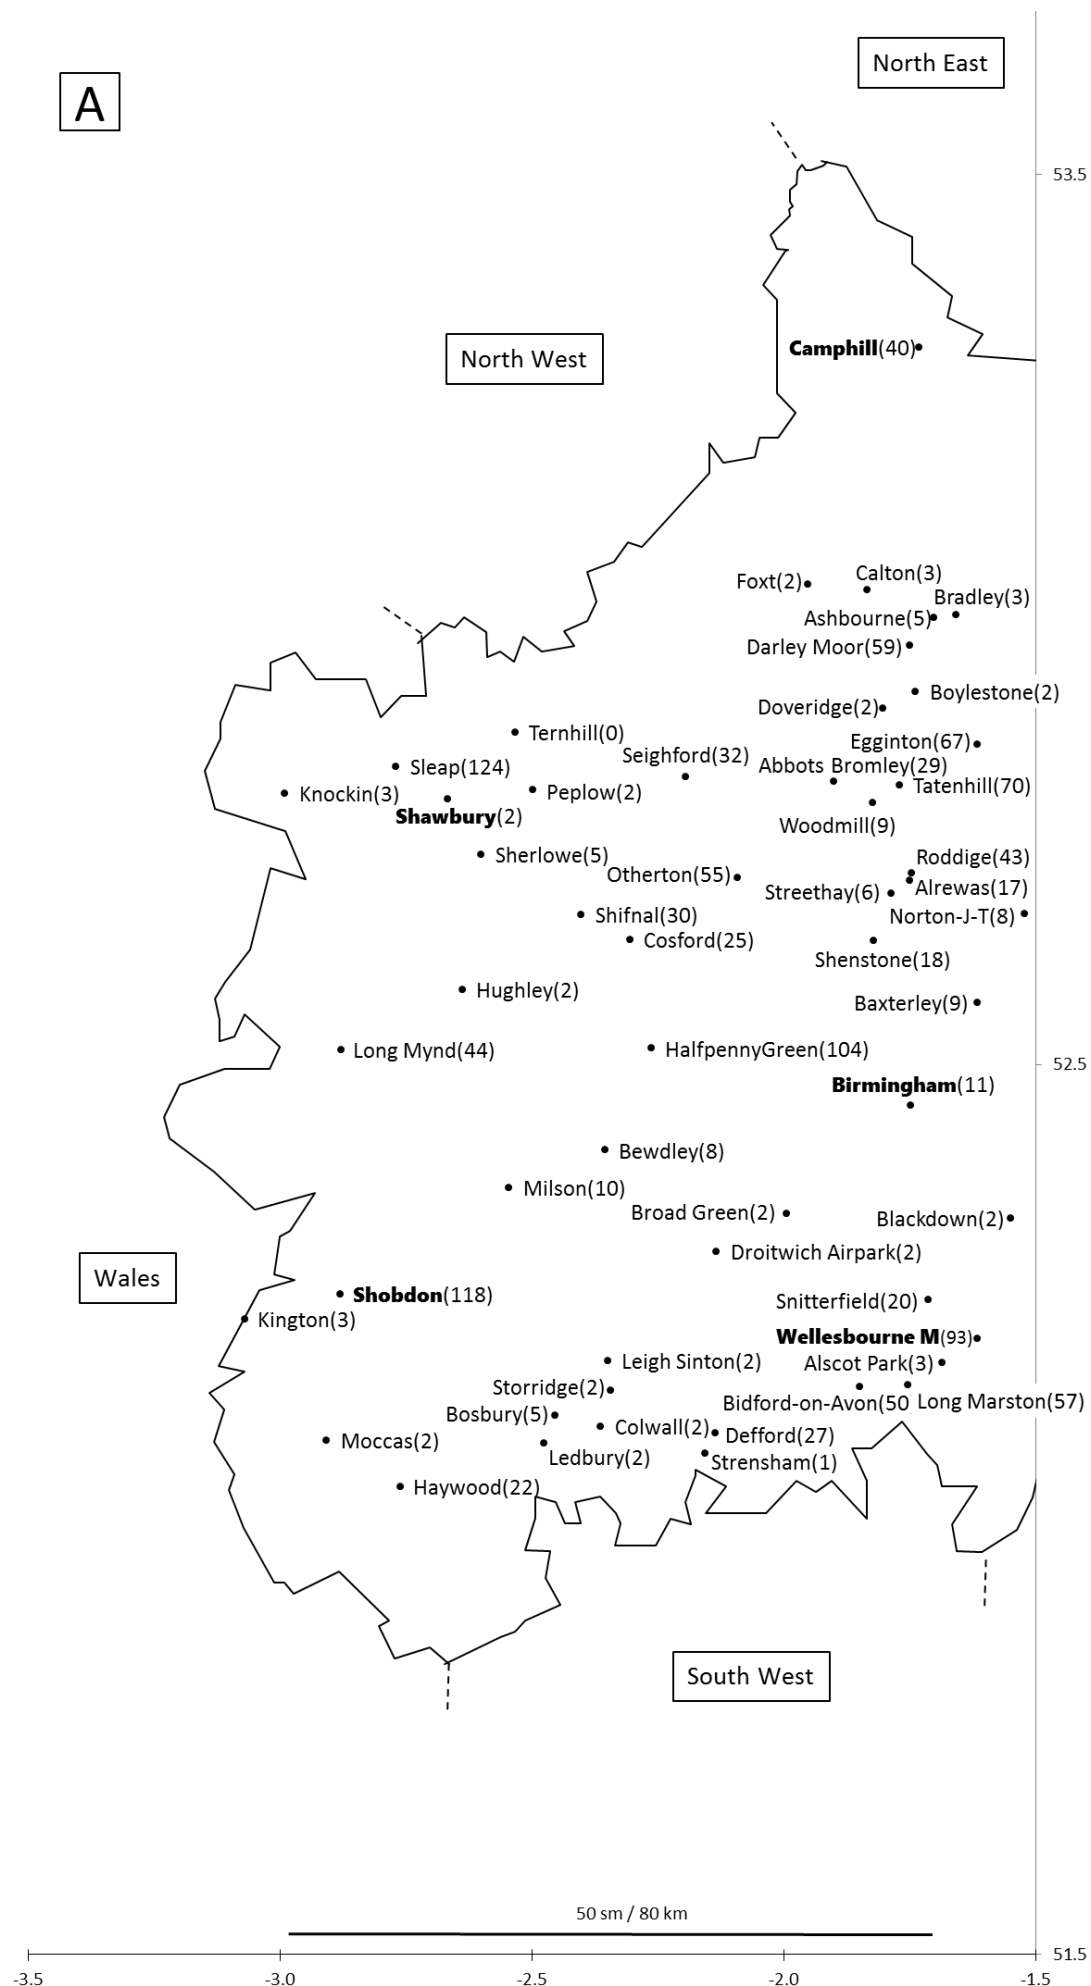 North East
A
53.5
Camphill(40)
North West
Foxt(2)
Calton(3)
Bradley(3)
Ashbourne(5)
Darley Moor(59)
Boylestone(2)
Doveridge(2)
Ternhill(0)
Egginton(67)
Seighford(32)
Abbots Bromley(29)
Sleap(124)
Tatenhill(70)
Knockin(3)
Peplow(2)
Shawbury(2)
Woodmill(9)
Sherlowe(5)
Roddige(43)
Otherton(55)
Alrewas(17)
Streethay(6)
Shifnal(30)
Norton-J-T(8)
Cosford(25)
Shenstone(18)
Hughley(2)
Baxterley(9)
Long Mynd(44)
HalfpennyGreen(104)
52.5
Birmingham(11)
Bewdley(8)
Milson(10)
Broad Green(2)
Blackdown(2)
Droitwich Airpark(2)
Wales
Shobdon(118)
Snitterfield(20)
Kington(3)
Wellesbourne M(93)
Leigh Sinton(2)
Alscot Park(3)
Storridge(2)
Bidford-on-Avon(50
Long Marston(57)
Bosbury(5)
Colwall(2)
Defford(27)
Moccas(2)
Ledbury(2)
Strensham(1)
Haywood(22)
South West
50 sm / 80 km
51.5
-3.5
-3.0
-2.5
-2.0
-1.5